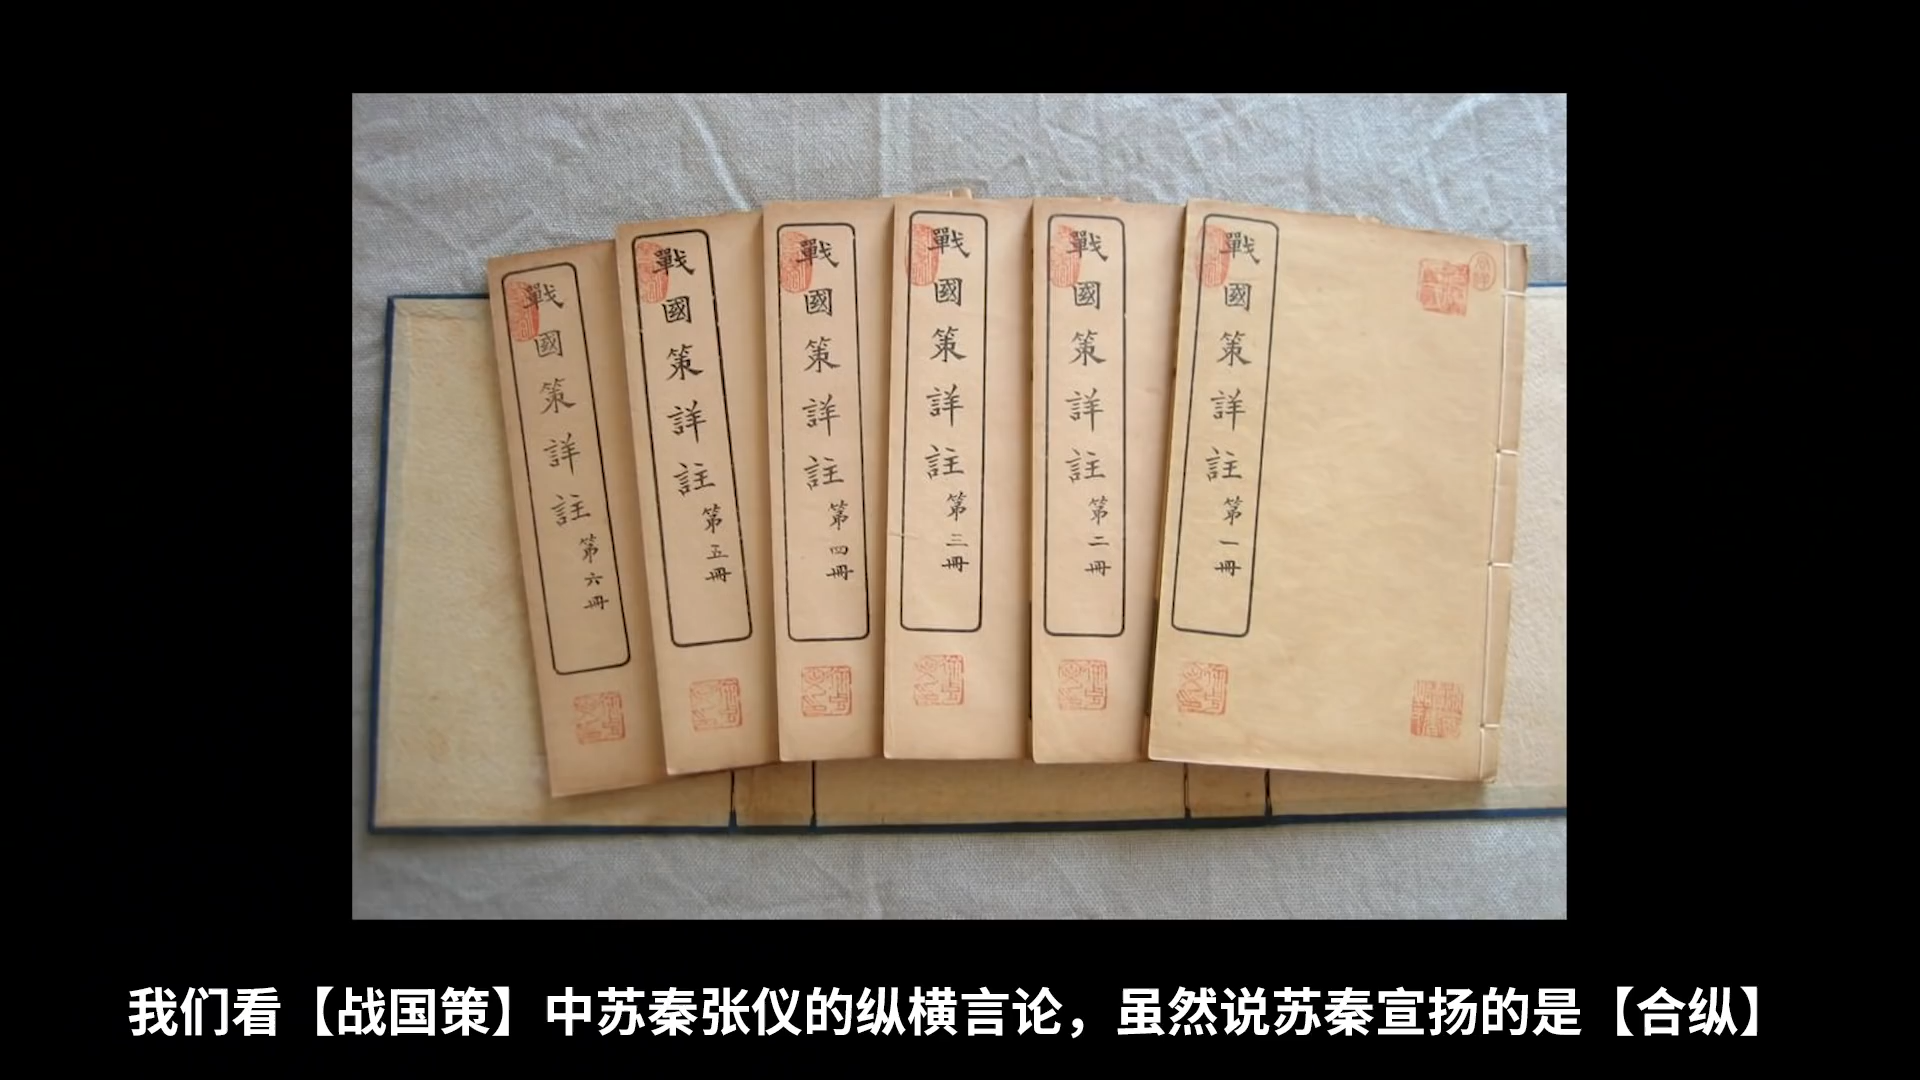 戰國策詳註第一冊
戰國策詳註第二冊
戰國策詳註第三冊
戰國策詳註第四冊
戰國策詳註第五冊
戰國策詳註第六冊
我们看【战国策】中苏秦张仪的纵横言论，虽然说苏秦宣扬的是【合纵】